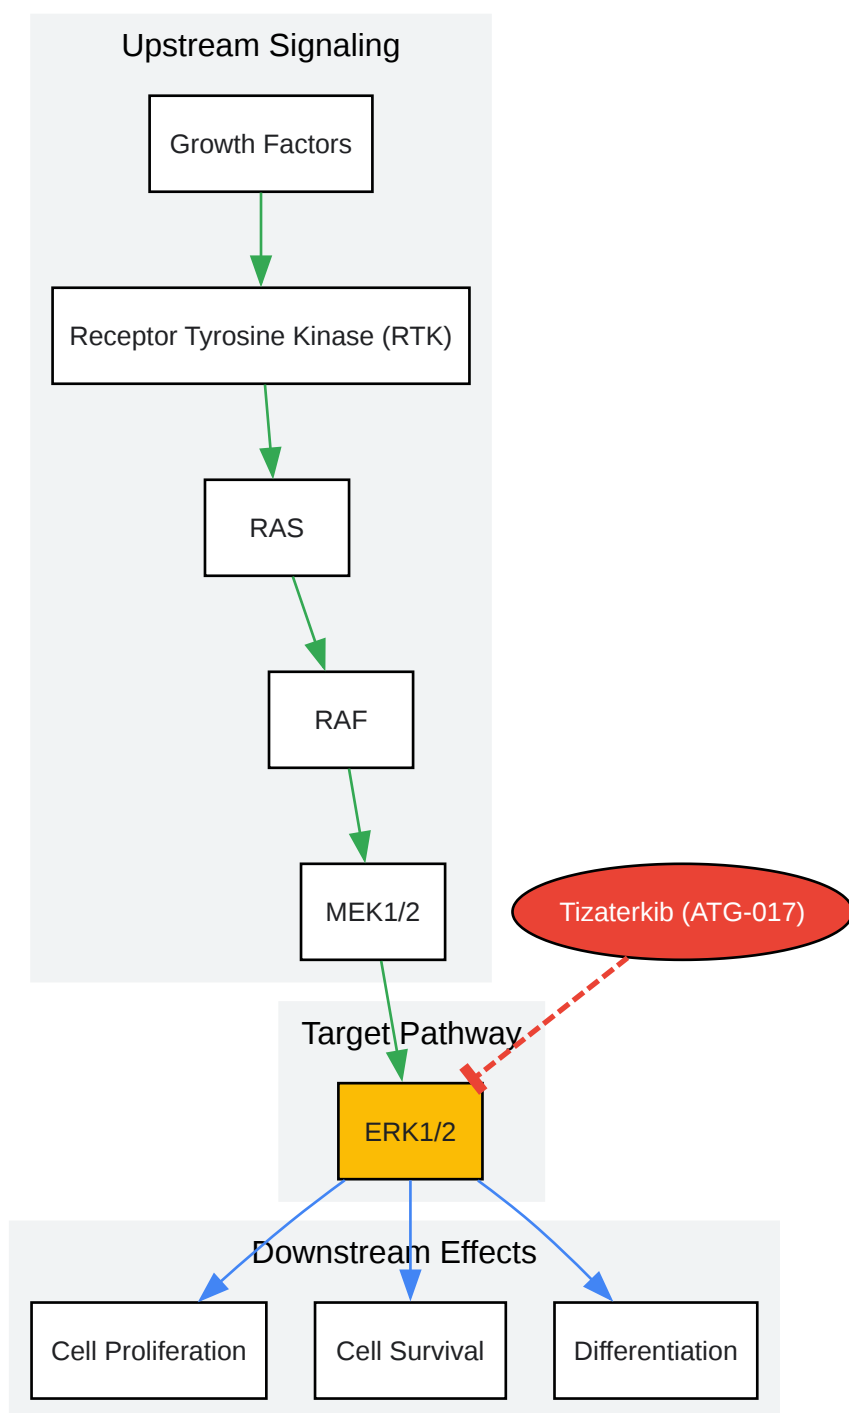 Upstream Signaling
Growth Factors
Receptor Tyrosine Kinase (RTK)
RAS
RAF
MEK1/2
Tizaterkib (ATG-017)
Target Pathway
ERK1/2
Downstream Effects
Cell Proliferation
Cell Survival
Differentiation